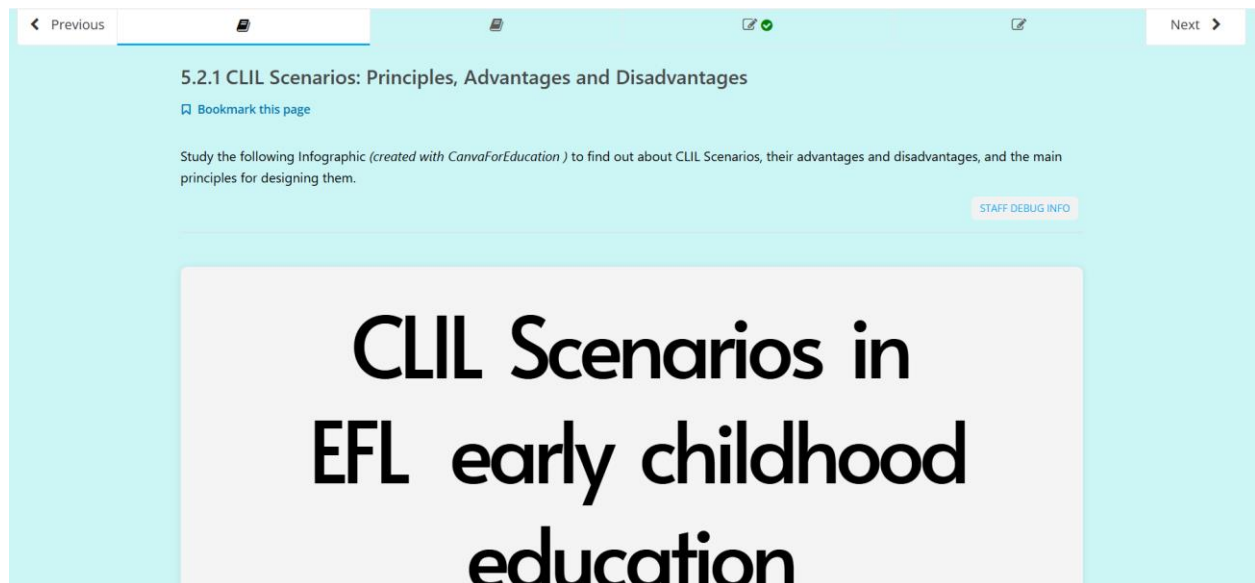 Previous
Next
5.2.1 CLIL Scenarios: Principles, Advantages and Disadvantages
Bookmark this page
Study the following Infographic (created with CanvaForEducation ) to find out about CLIL Scenarios, their advantages and disadvantages, and the main
principles for designing them.
STAFF DEBUG INFO
CLIL Scenarios in
EFL early childhood
education